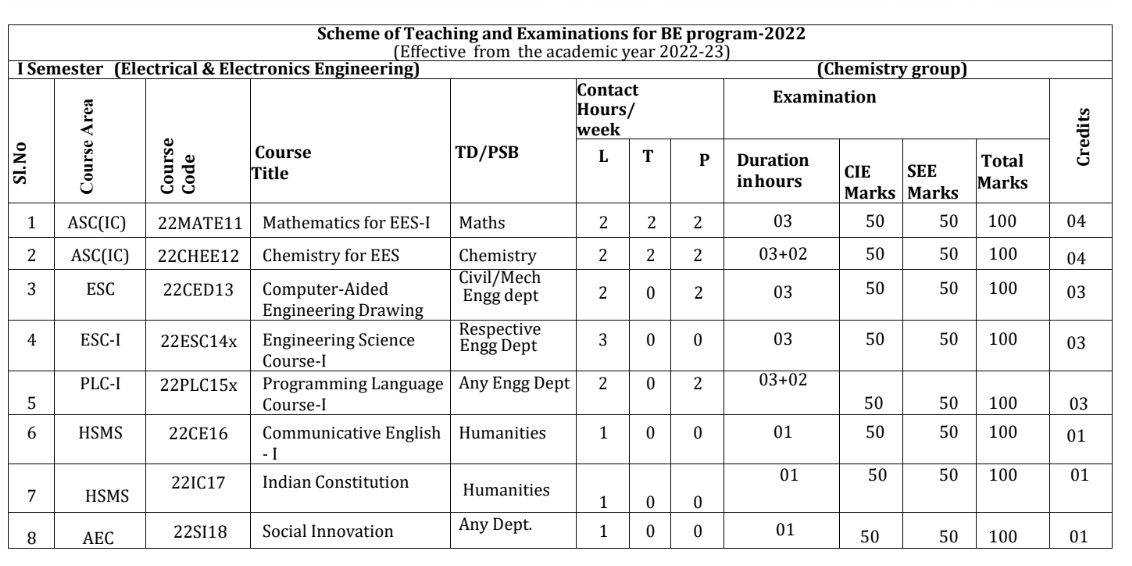 Scheme of Teaching and Examinations for BE program-2022
(Effective from the academic year 2022-23)
I Semester (Electrical & Electronics Engineering) (Chemistry group)
Sl.No
Course Area
Course
Code
Course
Title
TD/PSB
Contact
Hours/
week
L T P
Examination
Duration
in hours
CIE
Marks
SEE
Marks
Total
Marks
Credits
1 ASC(IC) 22MATE11 Mathematics for EES-I Maths 2 2 2 03 50 50 100 04
2 ASC(IC) 22CHEE12 Chemistry for EES Chemistry 2 2 2 03+02 50 50 100 04
3 ESC 22CED13 Computer-Aided
Engineering Drawing
Civil/Mech
Engg dept
2 0 2 03 50 50 100 03
4 ESC-I 22ESC14x Engineering Science
Course-I
Respective
Engg Dept
3 0 0 03 50 50 100 03
5 PLC-I 22PLC15x Programming Language
Course-I
Any Engg Dept 2 0 2 03+02 50 50 100 03
6 HSMS 22CE16 Communicative English
- I
Humanities 1 0 0 01 50 50 100 01
7 HSMS 22IC17 Indian Constitution Humanities 1 0 0 01 50 50 100 01
8 AEC 22SI18 Social Innovation Any Dept. 1 0 0 01 50 50 100 01